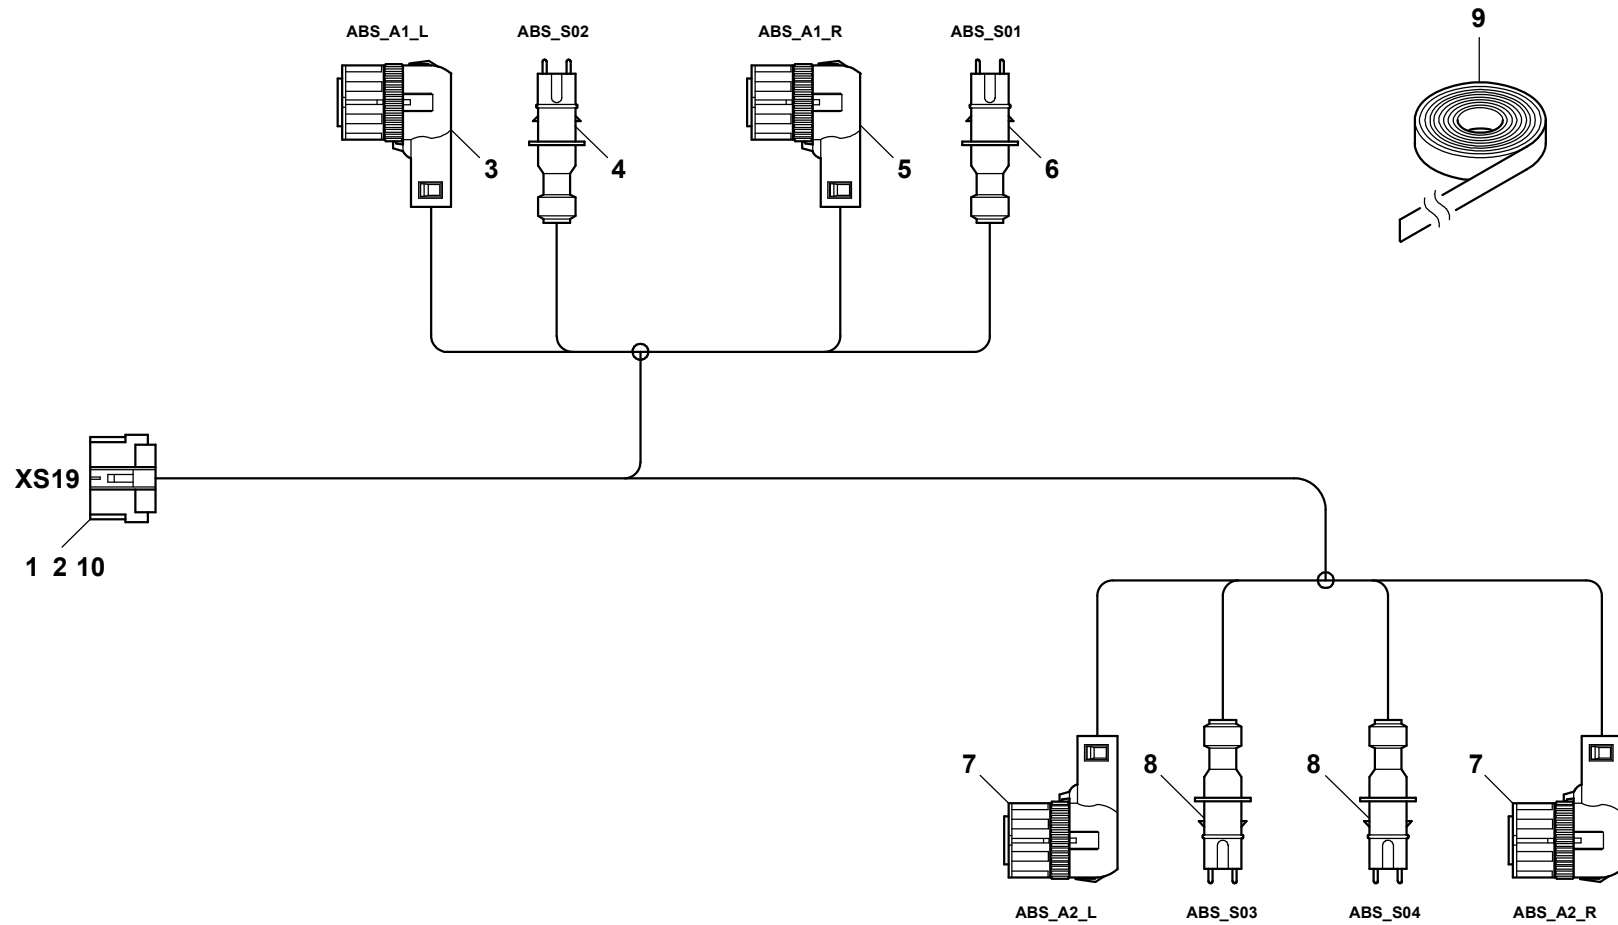 ABS_A1_L ABS_S02 ABS_A1_R ABS_S01 9
3 4 5 6
XS19
1 2 10
7 8 8 7
ABS_A2_L ABS_S03 ABS_S04 ABS_A2_R